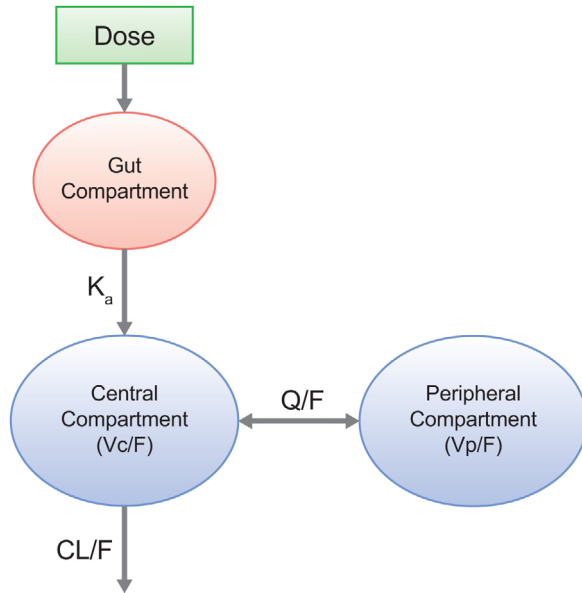 Dose
Gut
Compartment
Kₐ
Central
Compartment
(Vc/F)
Q/F
Peripheral
Compartment
(Vp/F)
CL/F